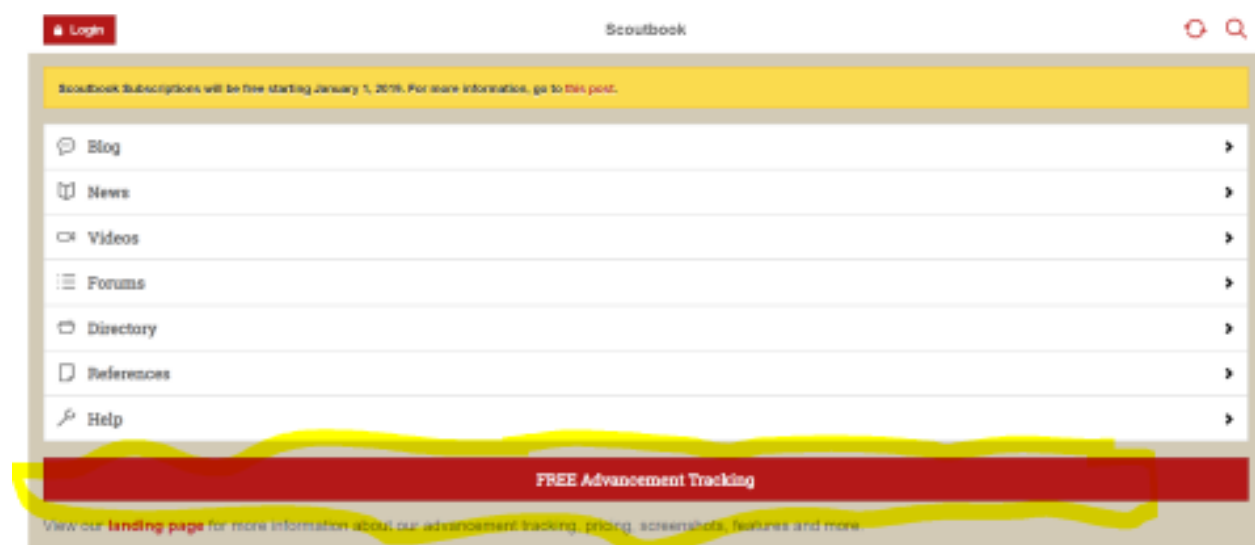 Login
Scoutbook
Scoutbook Subscriptions will be free starting January 1, 2019. For more information, go to this post.
Blog
News
Videos
Forums
Directory
References
Help
FREE Advancement Tracking
View our landing page for more information about our advancement tracking, pricing, screenshots, features and more.